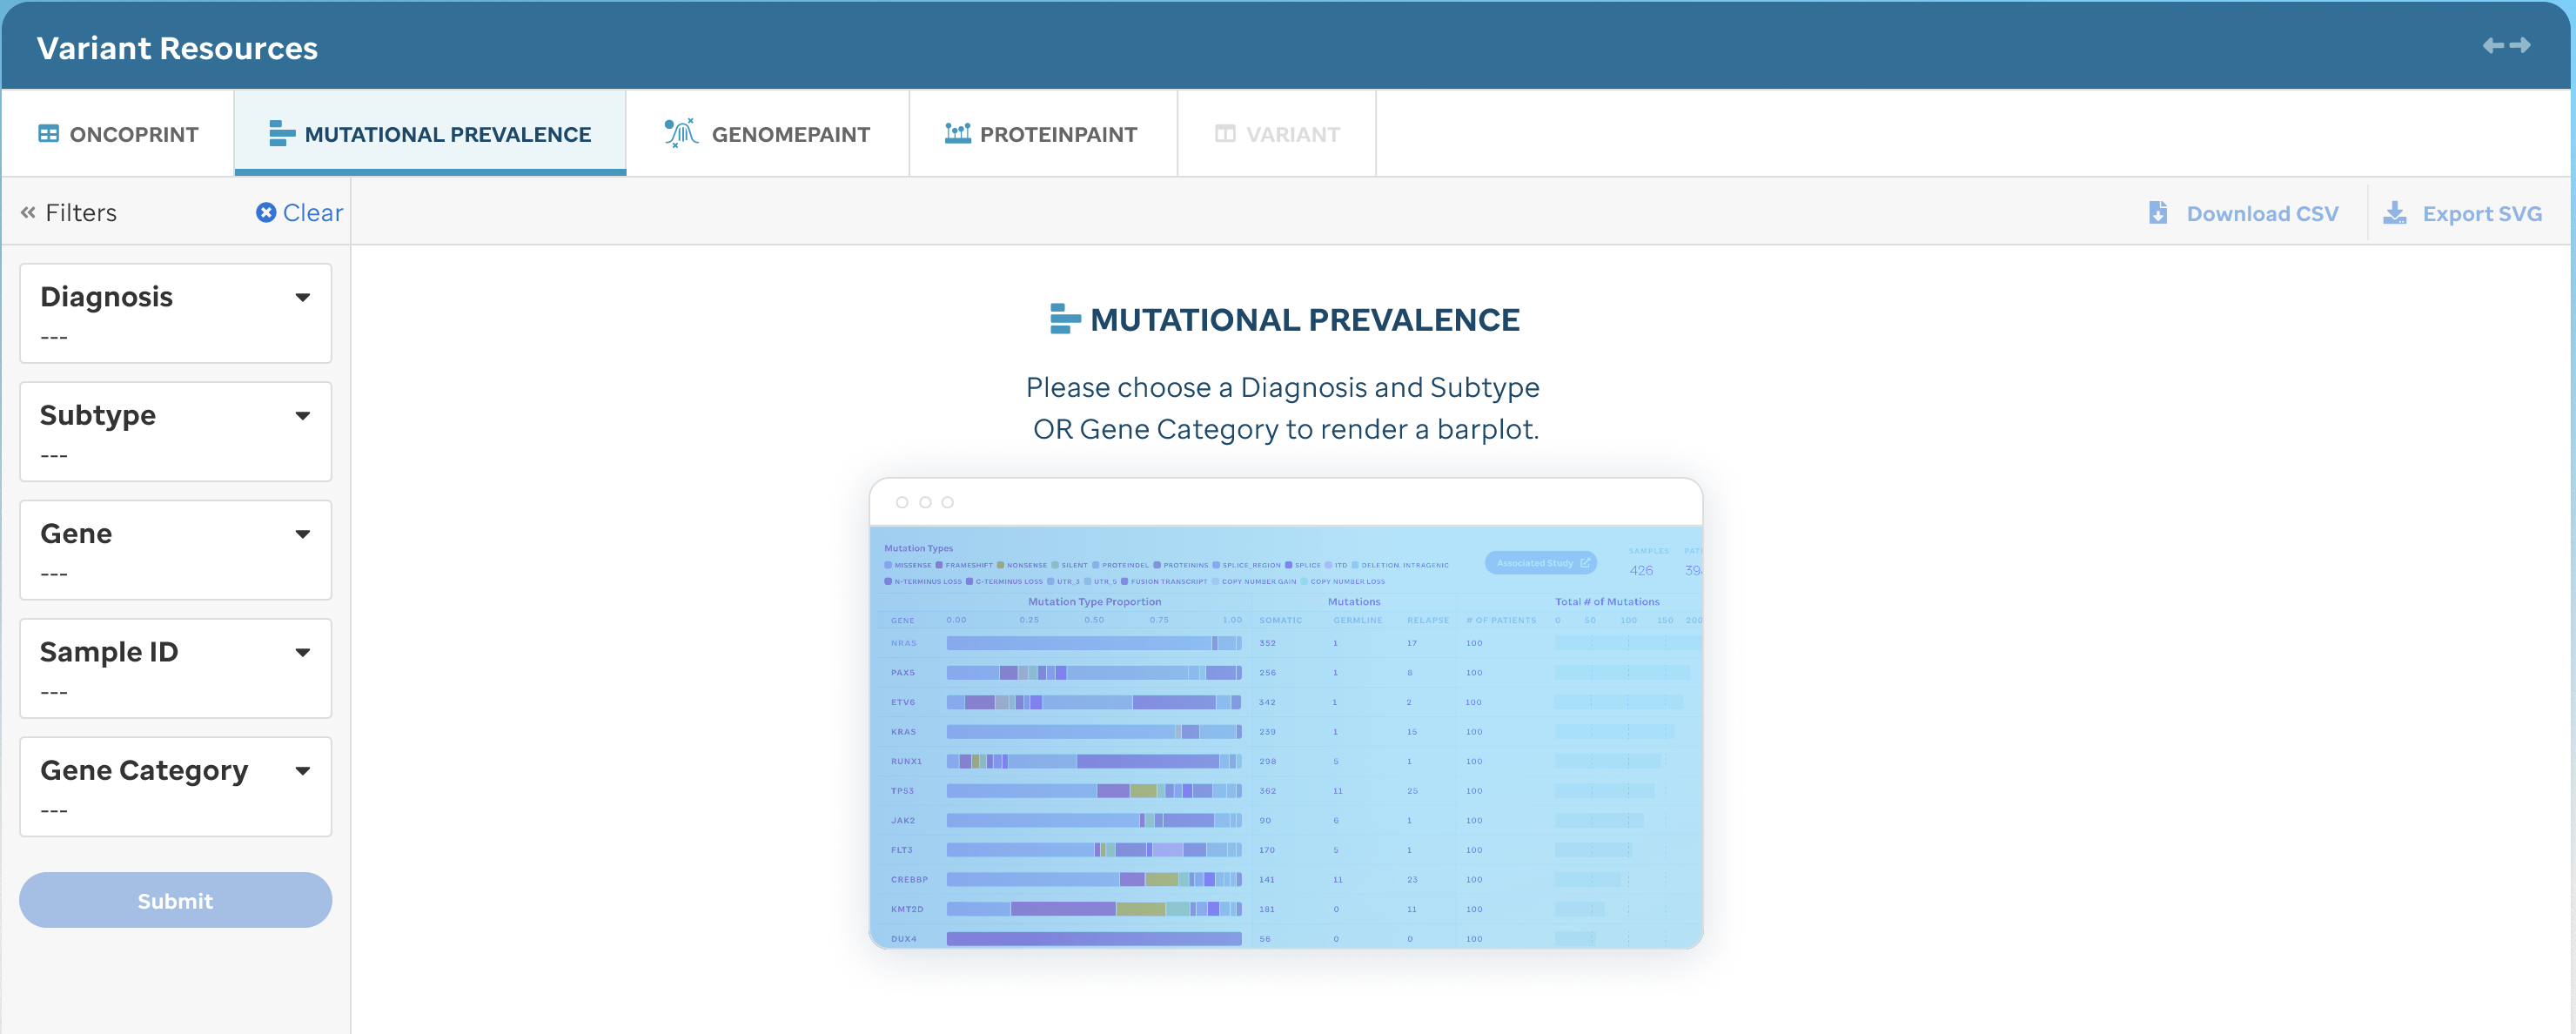 Variant Resources
ONCOPRINT
MUTATIONAL PREVALENCE
GENOMEPAINT
PROTEINPAINT
VARIANT
Filters
Clear
Download CSV
Export SVG
Diagnosis
---
Subtype
---
Gene
---
Sample ID
---
Gene Category
---
Submit
MUTATIONAL PREVALENCE
Please choose a Diagnosis and Subtype
OR Gene Category to render a barplot.
Mutation Types
MISSENSE FRAMESHIFT NONSENSE SILENT PROTEINDEL PROTEININS SPLICE_REGION SPLICE ITD DELETION, INTRAGENIC
N-TERMINUS LOSS C-TERMINUS LOSS UTR_3 UTR_5 FUSION TRANSCRIPT COPY NUMBER GAIN COPY NUMBER LOSS
Associated Study
SAMPLES
426
Mutation Type Proportion Mutations Total # of Mutations
GENE 0.00 0.25 0.50 0.75 1.00 SOMATIC GERMLINE RELAPSE # OF PATIENTS 0 50 100 150 200
NRAS 352 1 17 100
PAX5 256 1 8 100
ETV6 342 1 2 100
KRAS 239 1 15 100
RUNX1 298 5 1 100
TP53 362 11 25 100
JAK2 90 6 1 100
FLT3 170 5 1 100
CREBBP 141 11 23 100
KMT2D 181 0 11 100
DUX4 56 0 0 100